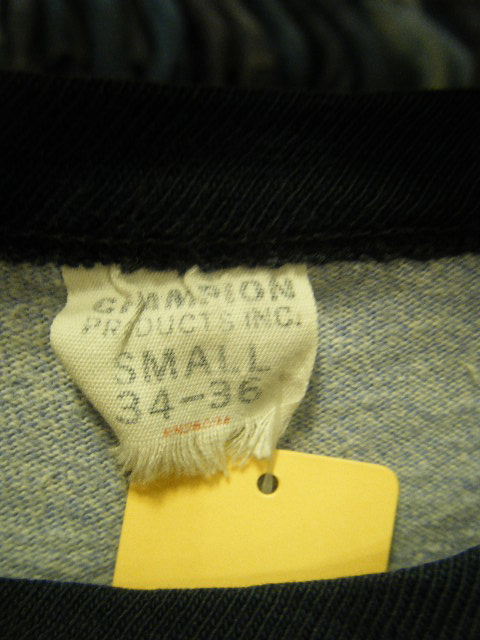 CHAMPION
PRODUCTS INC.
SMALL
34-36